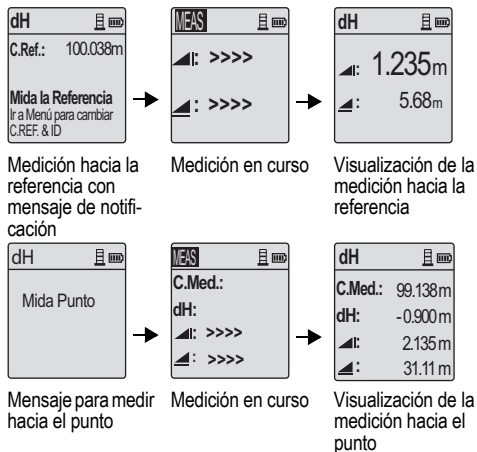 dH
C.Ref.: 100.038m
Mida la Referencia
Ir a Menú para cambiar
C.REF. & ID
MEAS
: >>>>
: >>>>
dH
: 1.235m
: 5.68m
Medición hacia la
referencia con
mensaje de notifi-
cación
Medición en curso
Visualización de la
medición hacia la
referencia
dH
Mida Punto
MEAS
C.Med.:
dH:
: >>>>
: >>>>
dH
C.Med.: 99.138m
dH: -0.900m
: 2.135m
: 31.11m
Mensaje para medir
hacia el punto
Medición en curso
Visualización de la
medición hacia el
punto